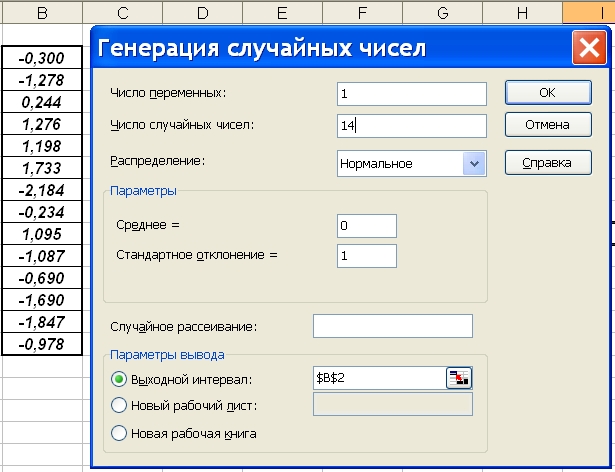 B C D E F G H I
-0,300
-1,278
0,244
1,276
1,198
1,733
-2,184
-0,234
1,095
-1,087
-0,690
-1,690
-1,847
-0,978
Генерация случайных чисел
Число переменных: 1 ОК
Число случайных чисел: 14 Отмена
Распределение: Нормальное Справка
Параметры
Среднее = 0
Стандартное отклонение = 1
Случайное рассеивание:
Параметры вывода
Выходной интервал: $B$2
Новый рабочий лист:
Новая рабочая книга